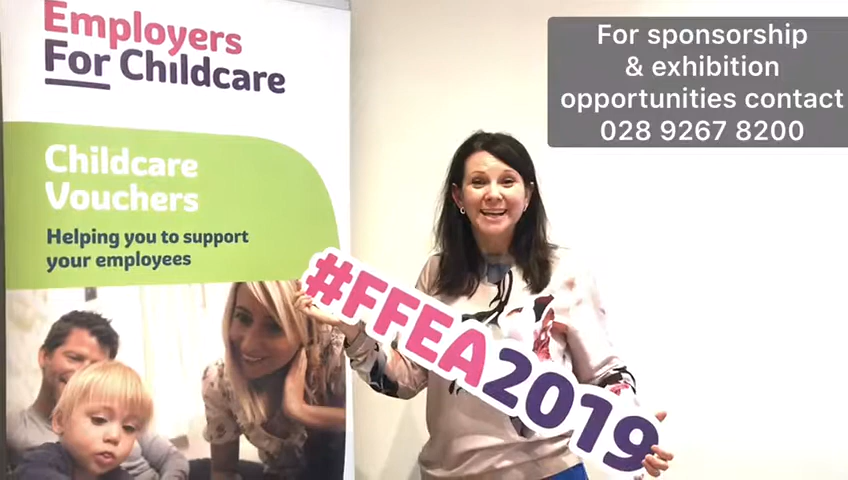 Employers
For Childcare
Childcare
Vouchers
Helping you to support
your employees
For sponsorship
& exhibition
opportunities contact
028 9267 8200
#FFEA2019